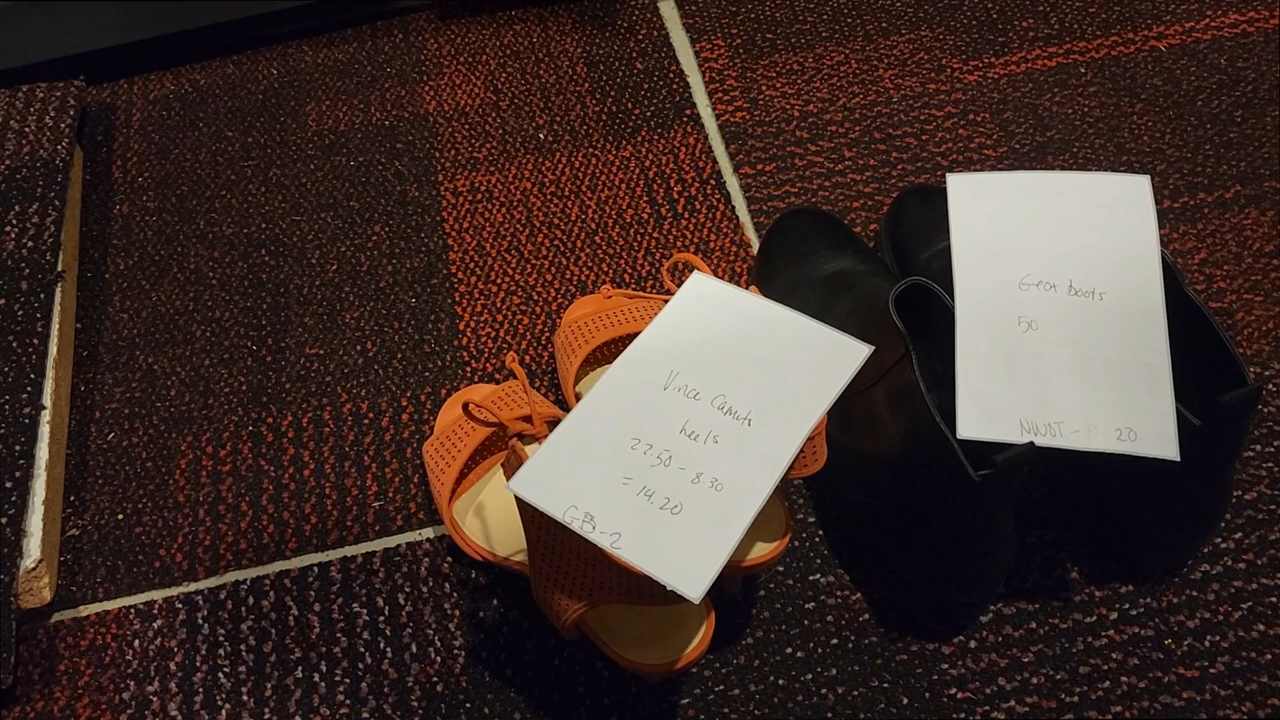 Vince Camuto
heels
22.50 - 8.30
= 14.20
GB-2
Geox boots
50
NWOT - 20